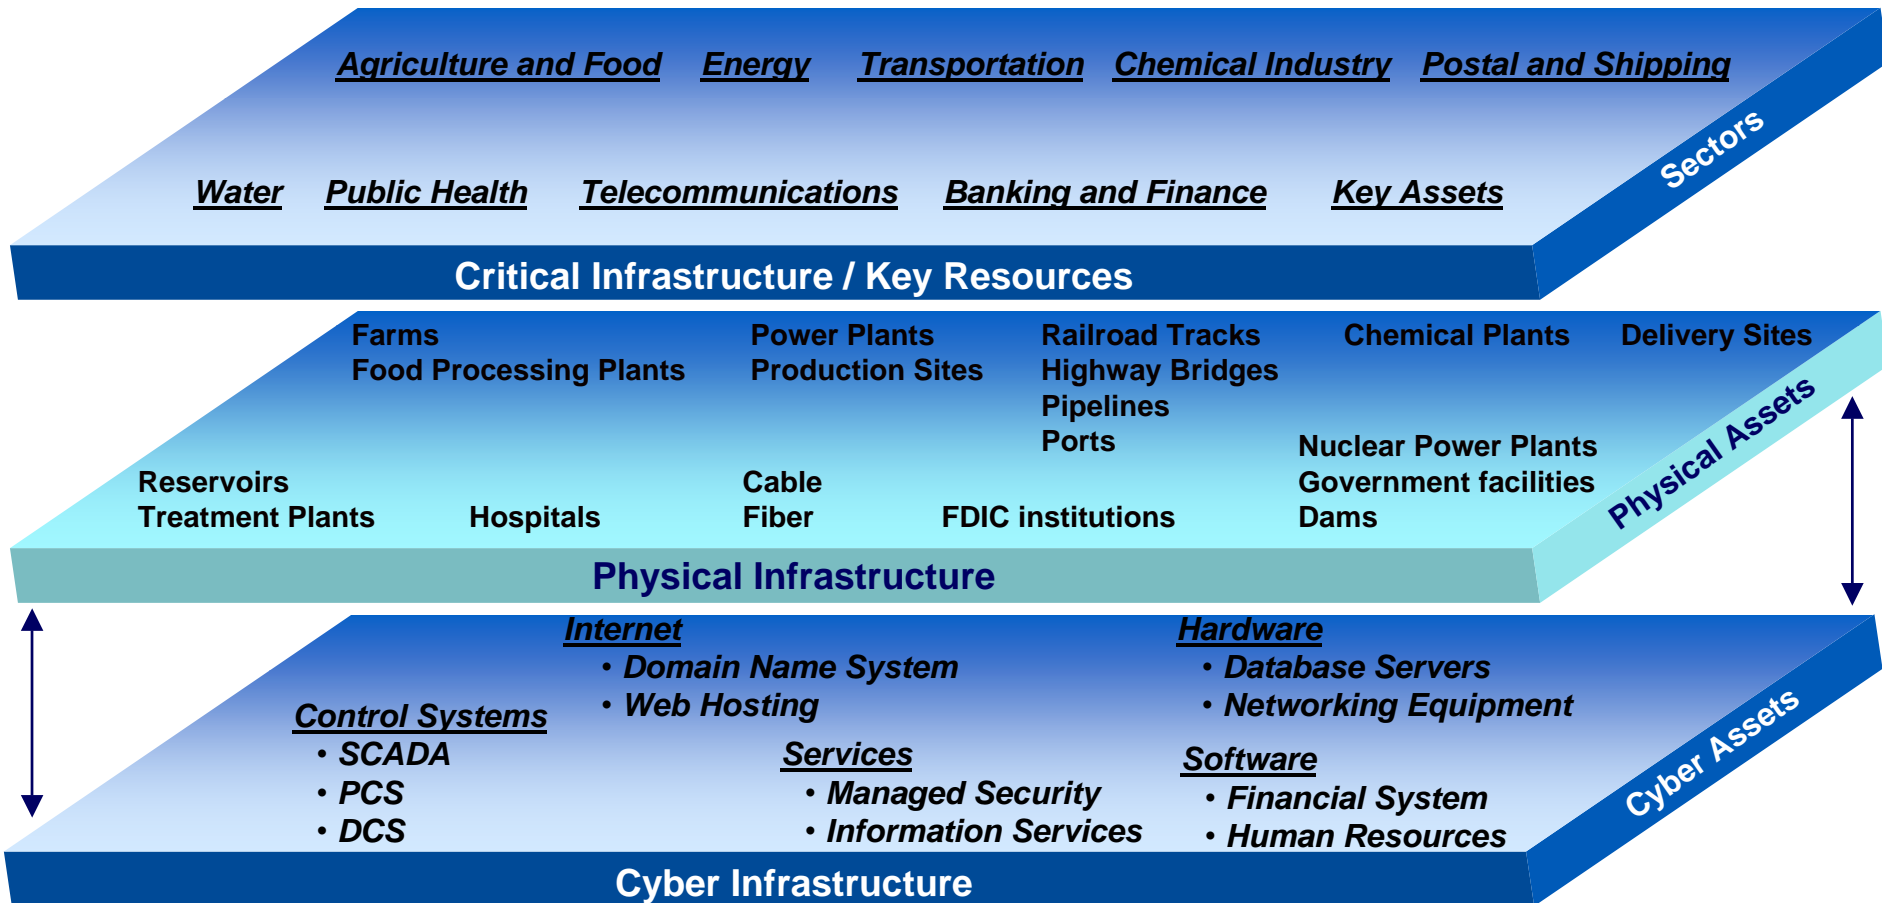 Agriculture and Food Energy Transportation Chemical Industry Postal and Shipping
Water Public Health Telecommunications Banking and Finance Key Assets
Sectors
Critical Infrastructure / Key Resources
Farms
Food Processing Plants
Power Plants
Production Sites
Railroad Tracks
Highway Bridges
Pipelines
Ports
Chemical Plants
Delivery Sites
Reservoirs
Treatment Plants
Hospitals
Cable
Fiber
FDIC institutions
Nuclear Power Plants
Government facilities
Dams
Physical Assets
Physical Infrastructure
Internet
• Domain Name System
• Web Hosting
Hardware
• Database Servers
• Networking Equipment
Control Systems
• SCADA
• PCS
• DCS
Services
• Managed Security
• Information Services
Software
• Financial System
• Human Resources
Cyber Assets
Cyber Infrastructure